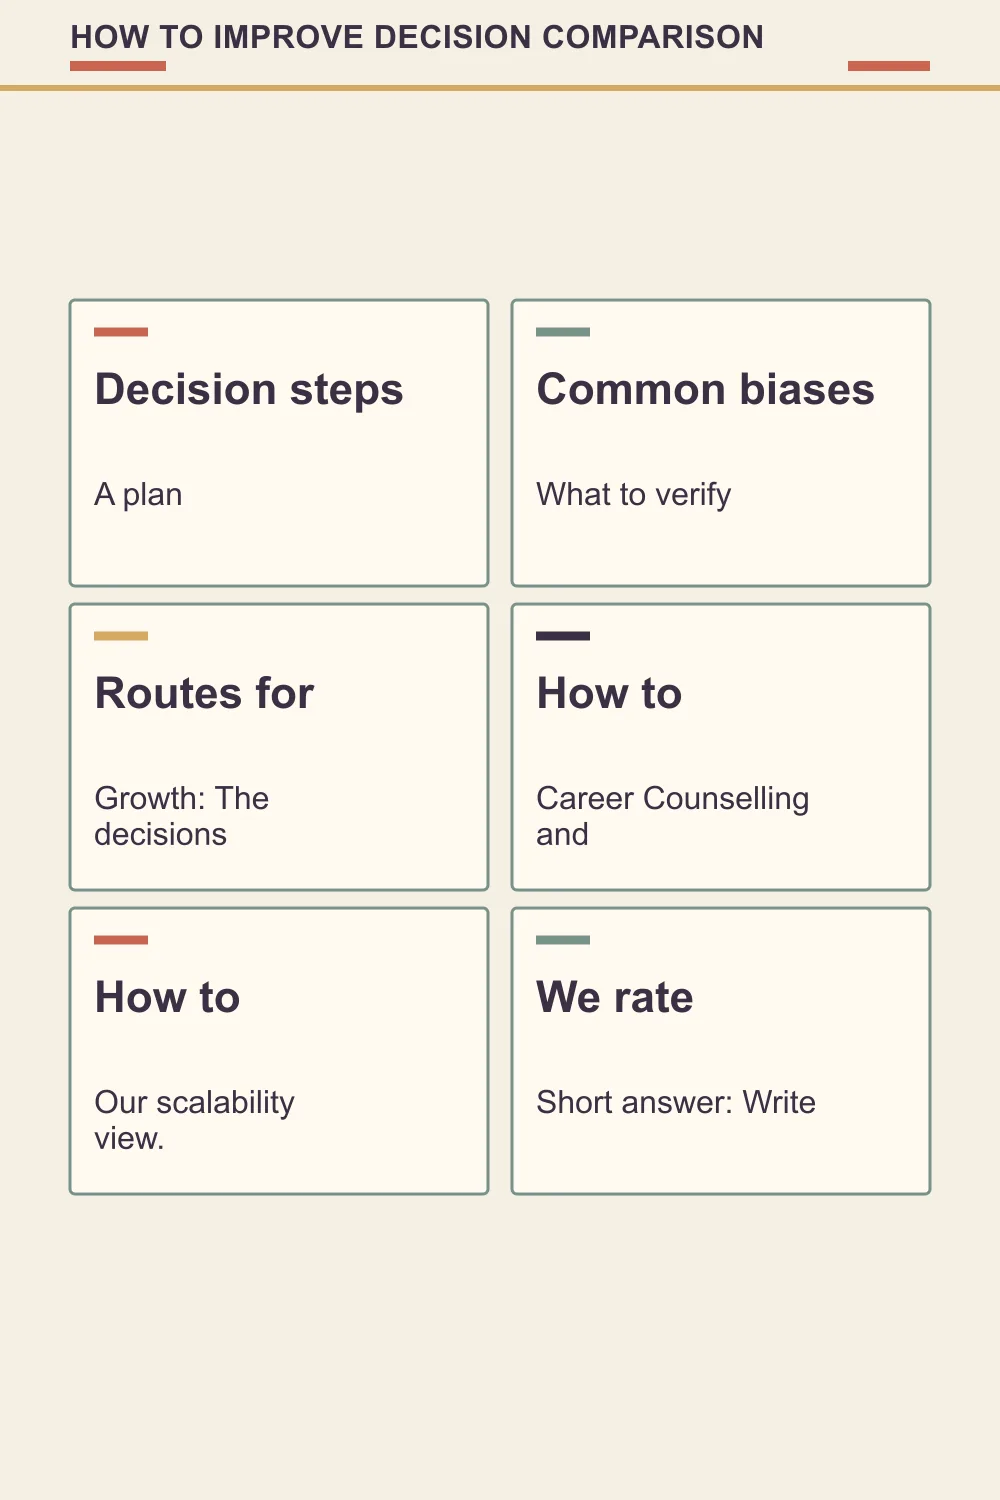 HOW TO IMPROVE DECISION COMPARISON
Decision steps
A plan
Common biases
What to verify
Routes for
Growth: The
decisions
How to
Career Counselling
and
How to
Our scalability
view.
We rate
Short answer: Write